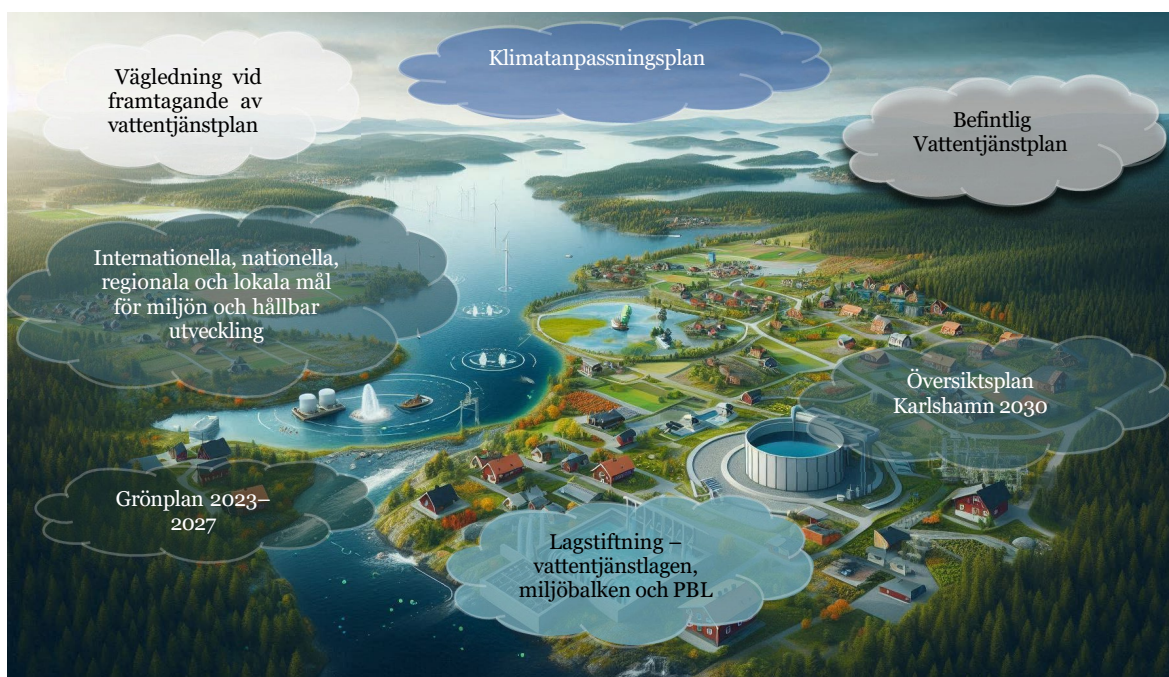 Klimatanpassningsplan
Vägledning vid
framtagande av
vattentjänstplan
Befintlig
Vattentjänstplan
Internationella, nationella,
regionala och lokala mål
för miljön och hållbar
utveckling
Översiktsplan
Karlshamn 2030
Grönplan 2023–
2027
Lagstiftning –
vattentjänstlagen,
miljöbalken och PBL